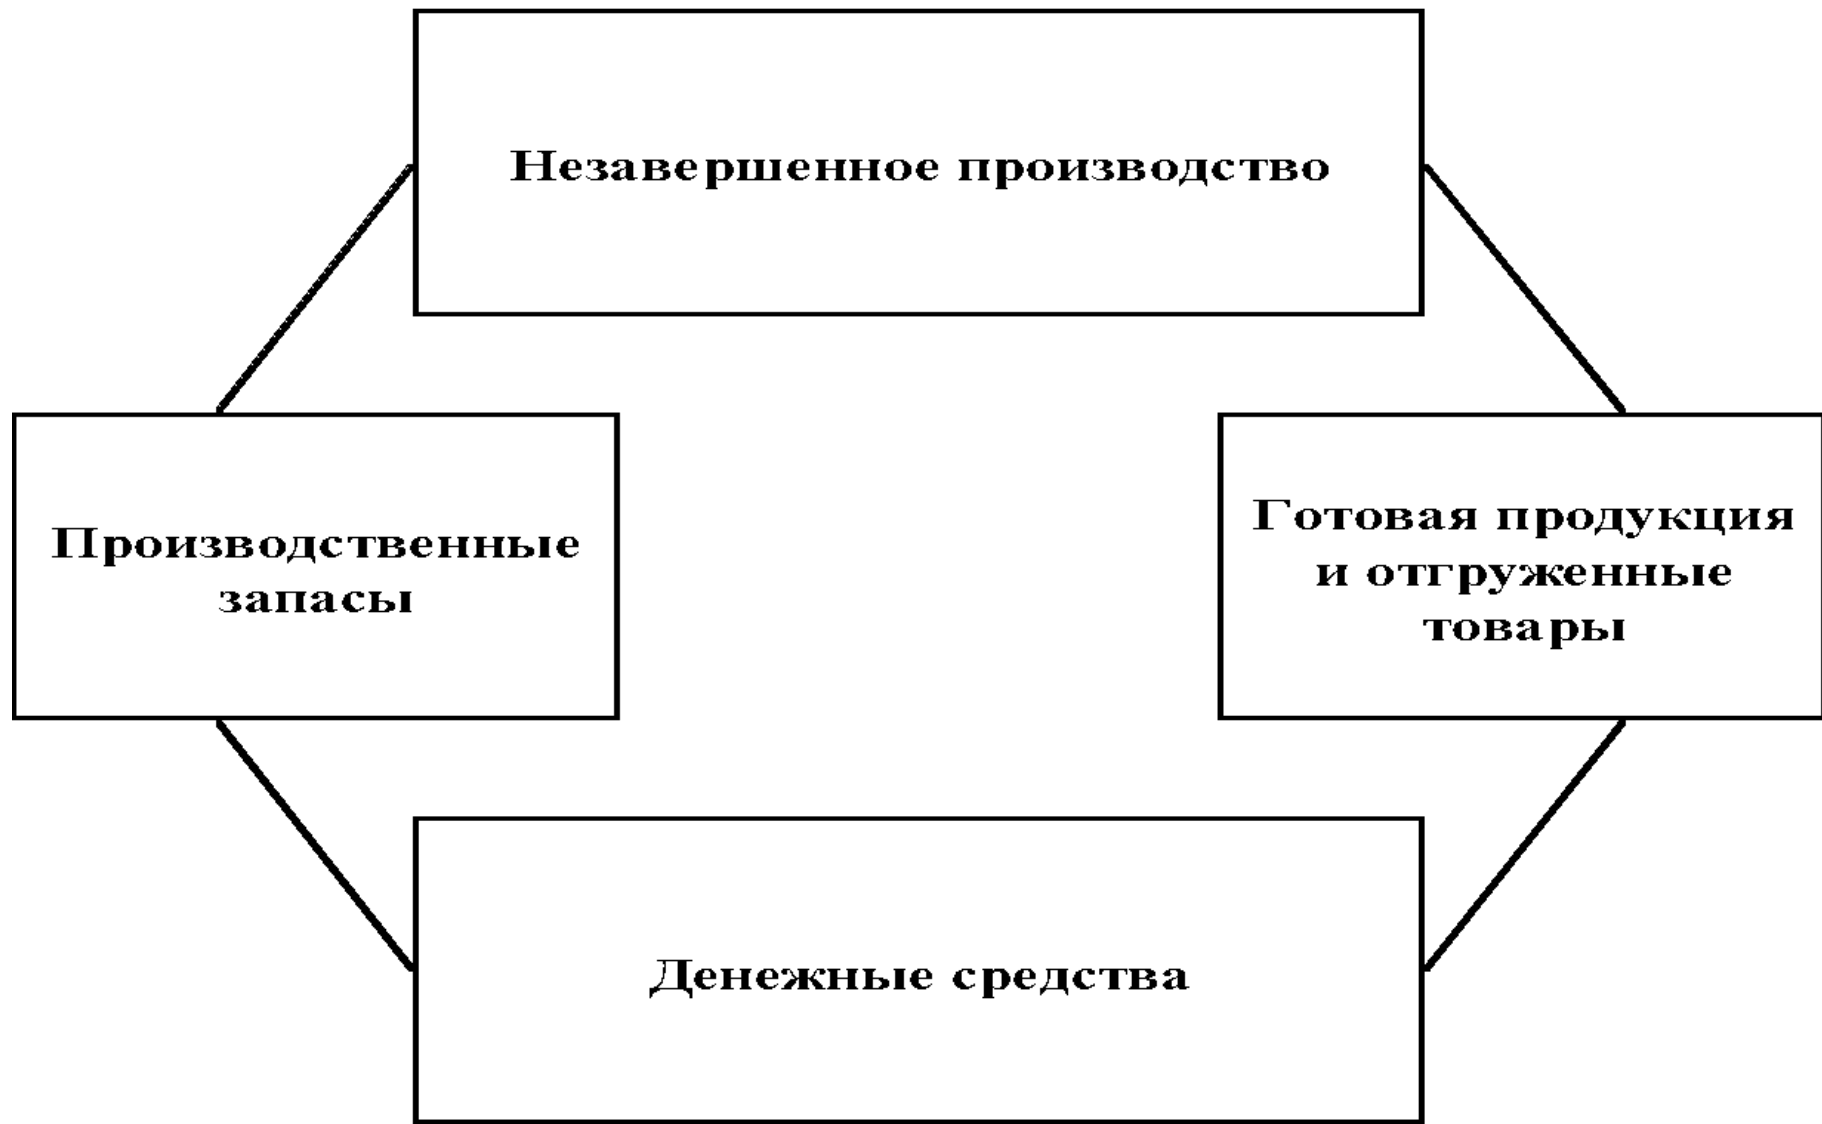 Незавершенное производство
Производственные
запасы
Готовая продукция
и отгруженные
товары
Денежные средства